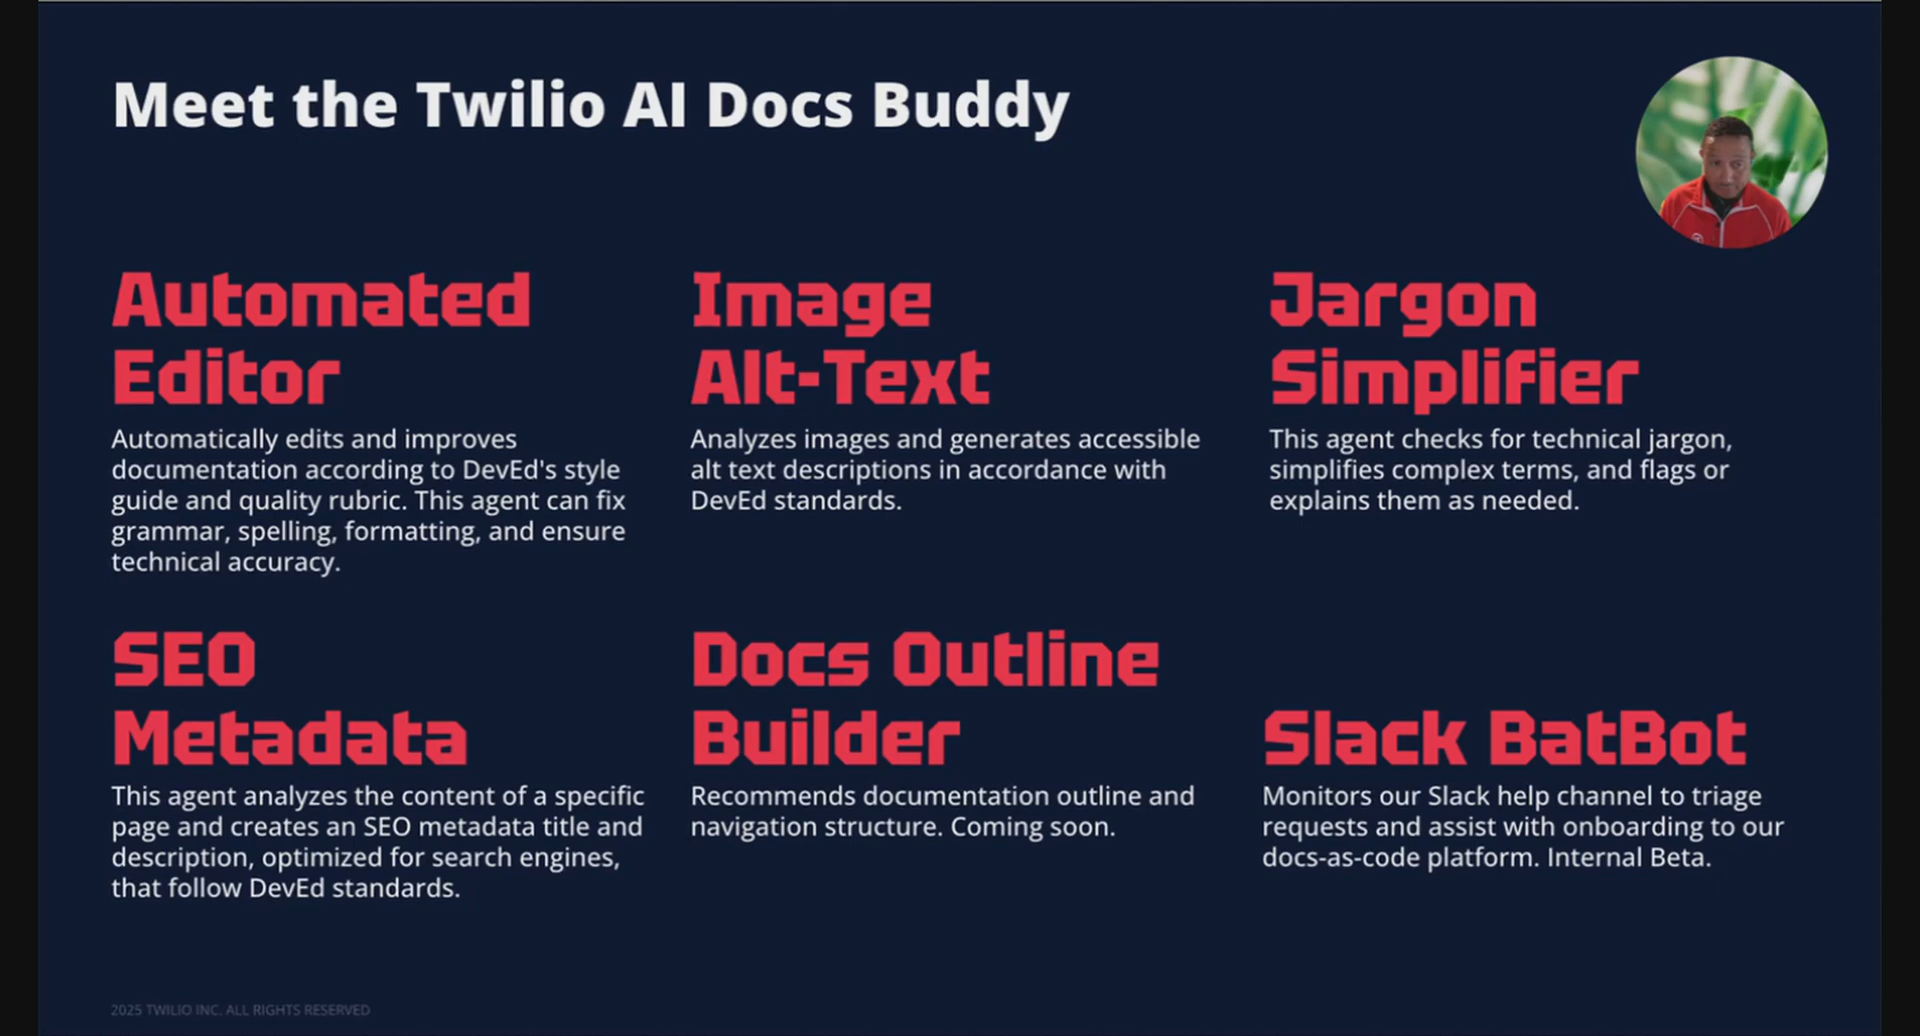 Meet the Twilio AI Docs Buddy
Automated
Editor
Automatically edits and improves
documentation according to DevEd's style
guide and quality rubric. This agent can fix
grammar, spelling, formatting, and ensure
technical accuracy.
Image
Alt-Text
Analyzes images and generates accessible
alt text descriptions in accordance with
DevEd standards.
Jargon
Simplifier
This agent checks for technical jargon,
simplifies complex terms, and flags or
explains them as needed.
SEO
Metadata
This agent analyzes the content of a specific
page and creates an SEO metadata title and
description, optimized for search engines,
that follow DevEd standards.
Docs Outline
Builder
Recommends documentation outline and
navigation structure. Coming soon.
Slack BatBot
Monitors our Slack help channel to triage
requests and assist with onboarding to our
docs-as-code platform. Internal Beta.
2025 TWILIO INC. ALL RIGHTS RESERVED